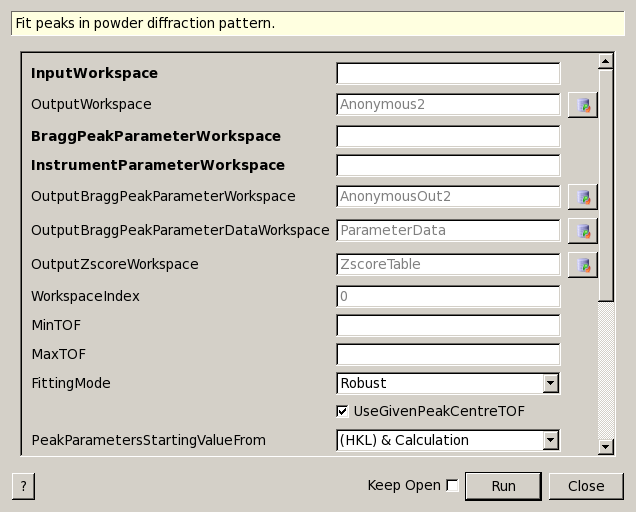 Fit peaks in powder diffraction pattern.
InputWorkspace
OutputWorkspace Anonymous2
BraggPeakParameterWorkspace
InstrumentParameterWorkspace
OutputBraggPeakParameterWorkspace AnonymousOut2
OutputBraggPeakParameterDataWorkspace ParameterData
OutputZscoreWorkspace ZscoreTable
WorkspaceIndex 0
MinTOF
MaxTOF
FittingMode Robust
UseGivenPeakCentreTOF
PeakParametersStartingValueFrom (HKL) & Calculation
? Keep Open Run Close